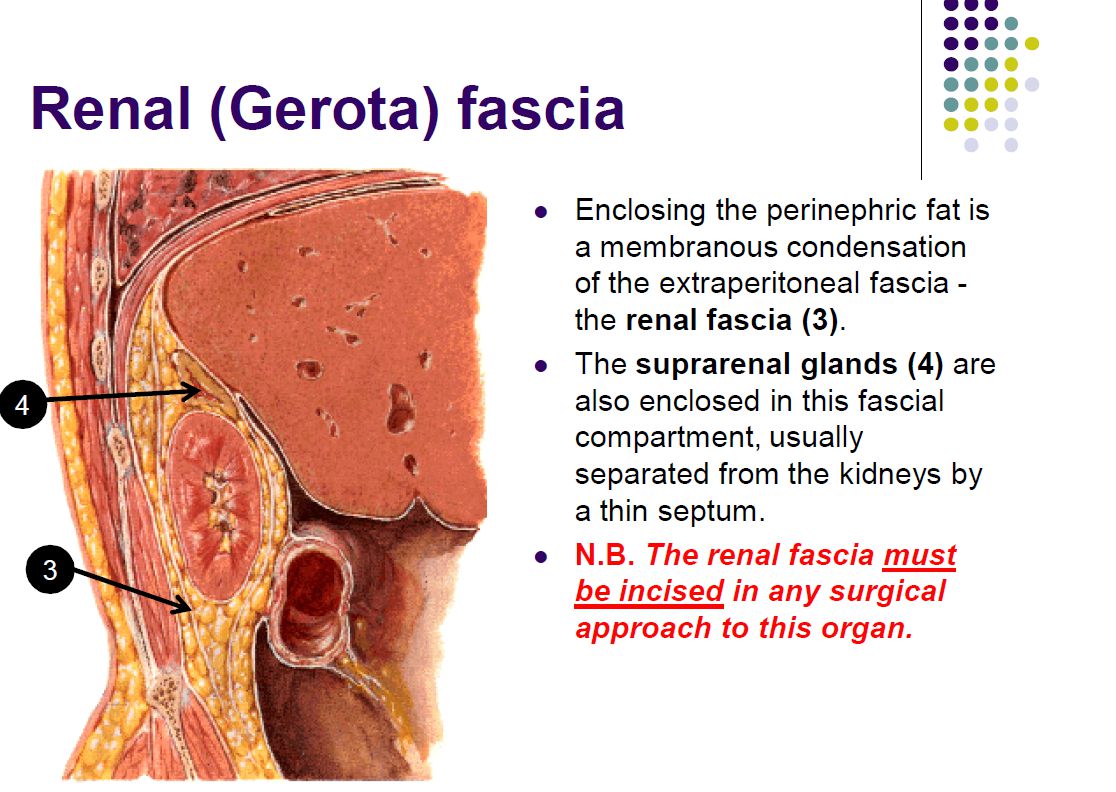 Renal (Gerota) fascia
Enclosing the perinephric fat is
a membranous condensation
of the extraperitoneal fascia -
the renal fascia (3).
The suprarenal glands (4) are
also enclosed in this fascial
compartment, usually
separated from the kidneys by
a thin septum.
N.B. The renal fascia must
be incised in any surgical
approach to this organ.
4
3